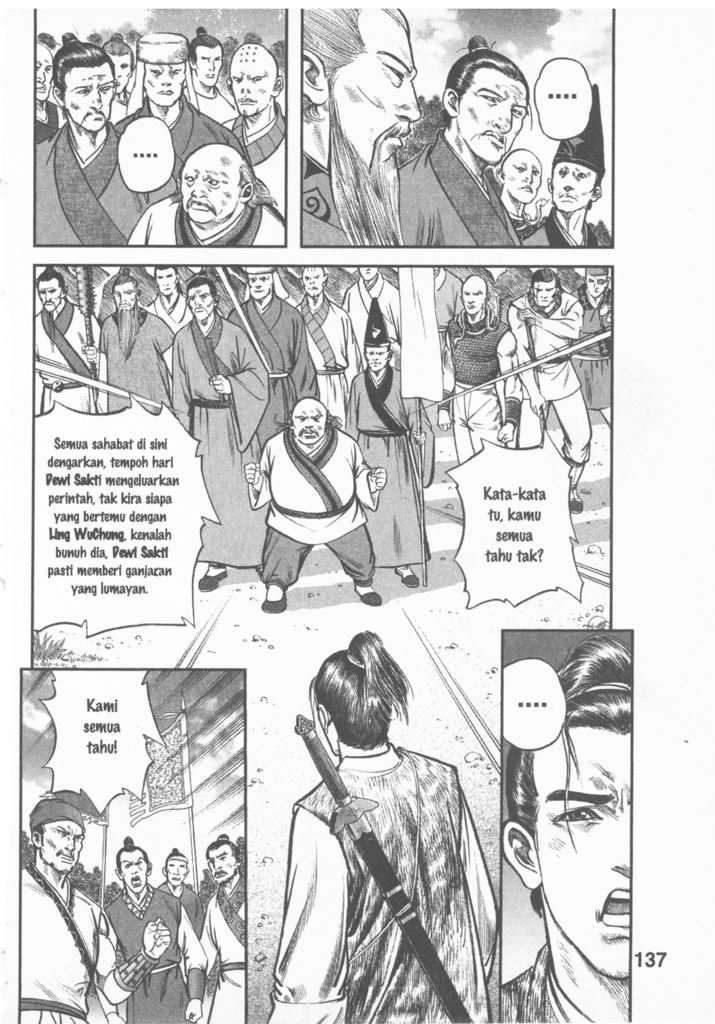 ....
....
Semua sahabat di sini
dengarkan, tempoh hari
Dewi Sakti mengeluarkan
perintah, tak kira siapa
yang bertemu dengan
Ling WuChung, kenalah
bunuh dia, Dewi Sakti
pasti memberi ganjaran
yang lumayan.
Kata-kata
tu, kamu
semua
tahu tak?
Kami
semua
tahu!
....
137